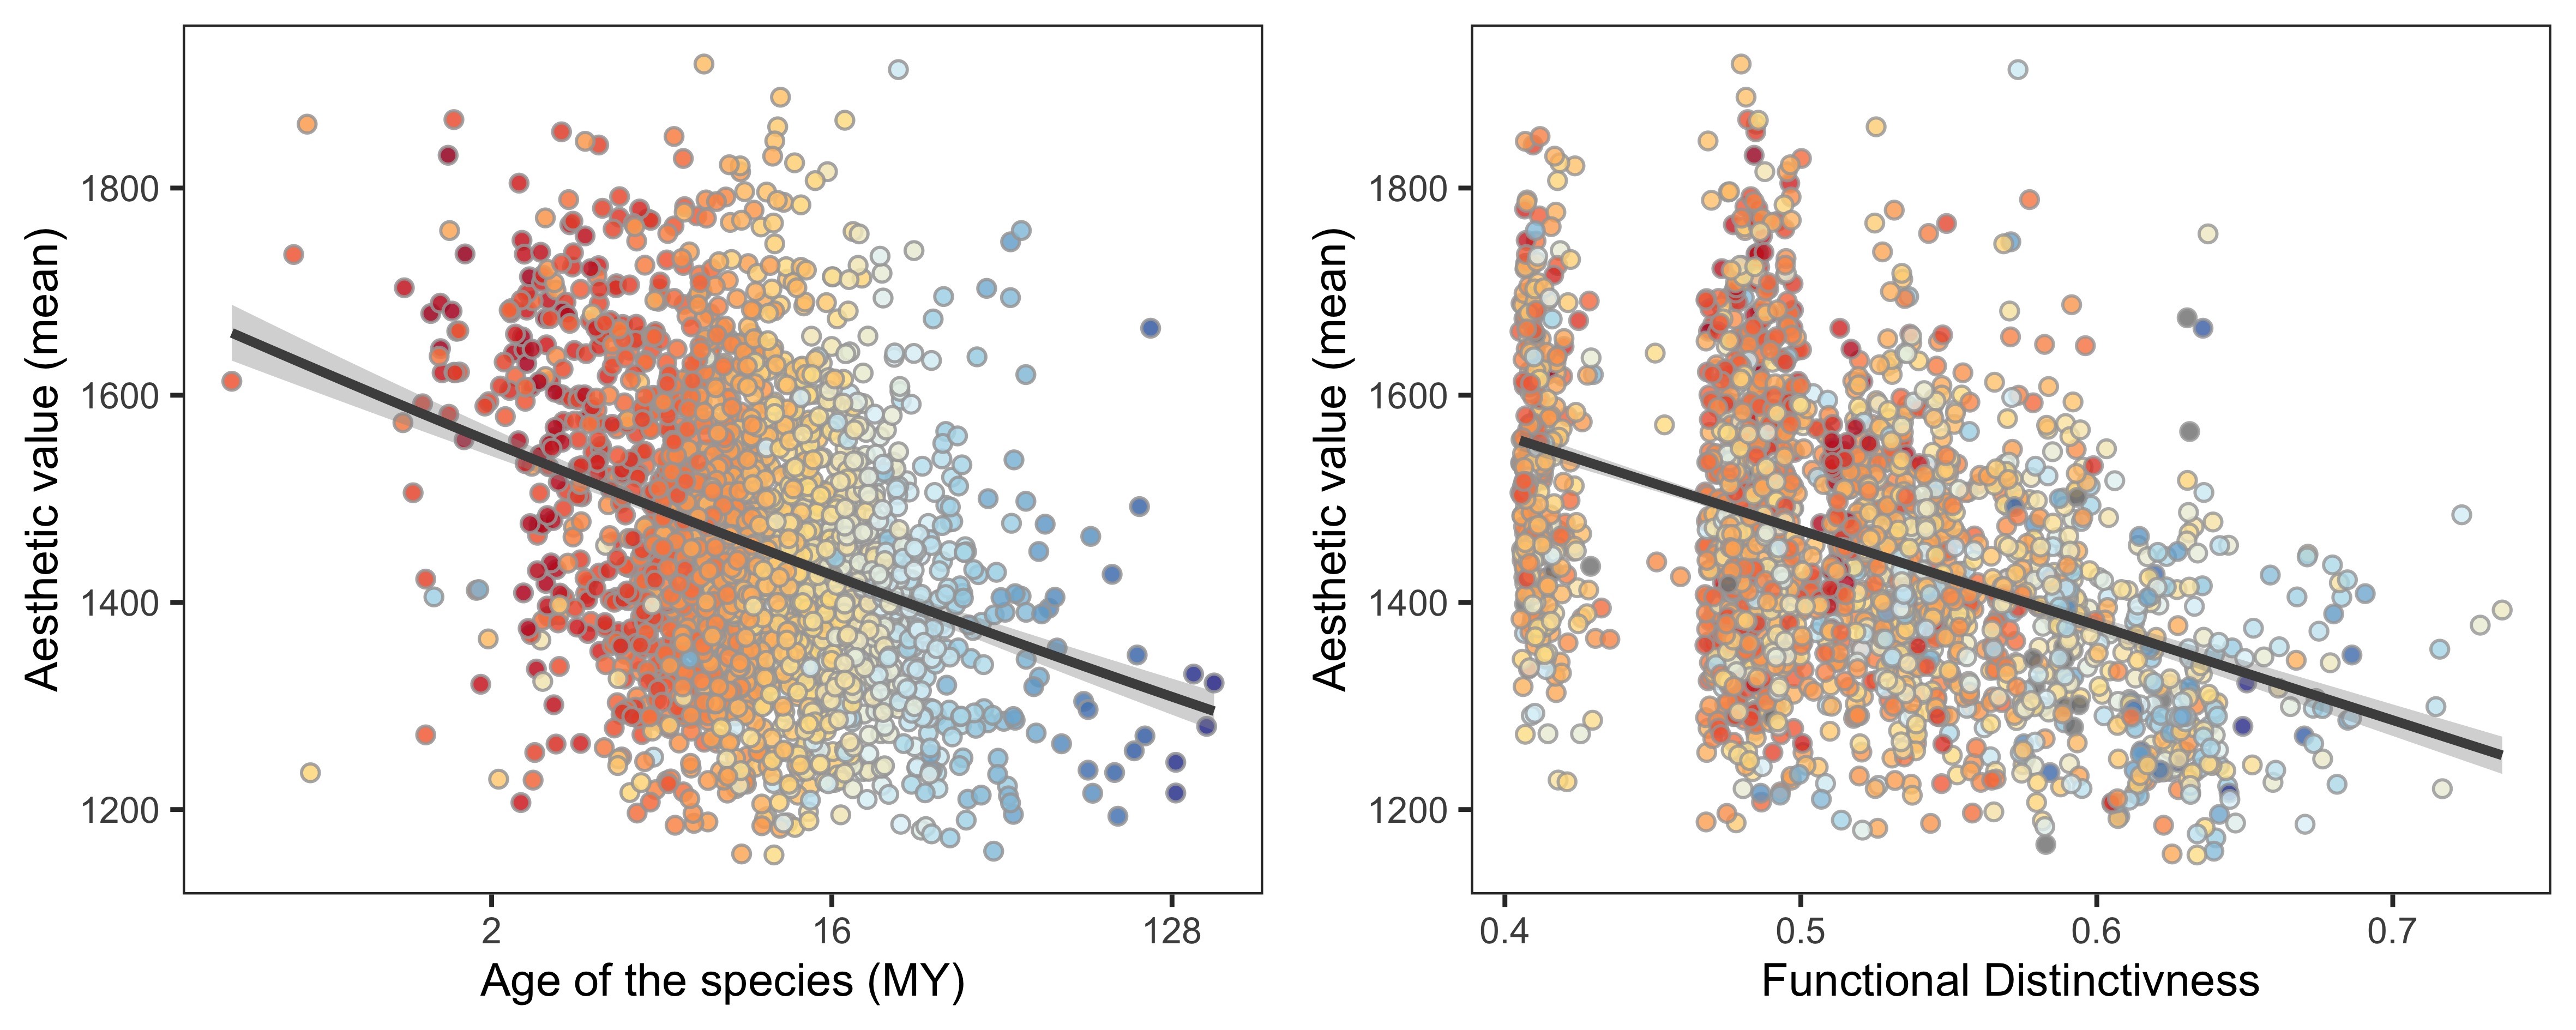 Aesthetic value (mean)
1800
1600
1400
1200
2 16 128
Age of the species (MY)
Aesthetic value (mean)
1800
1600
1400
1200
0.4 0.5 0.6 0.7
Functional Distinctivness